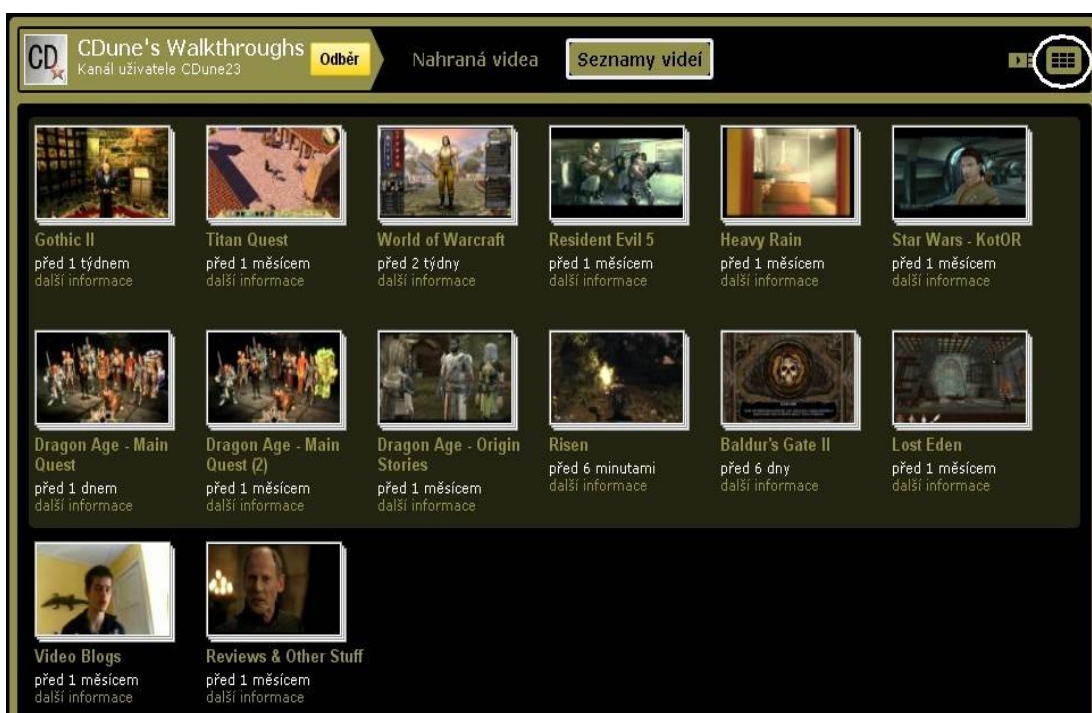 CD
CDune's Walkthroughs
Kanál uživatele CDune23
Odběr
Nahraná videa
Seznamy videí
Gothic II
před 1 týdnem
další informace
Titan Quest
před 1 měsícem
další informace
World of Warcraft
před 2 týdny
další informace
Resident Evil 5
před 1 měsícem
další informace
Heavy Rain
před 1 měsícem
další informace
Star Wars - KotOR
před 1 měsícem
další informace
Dragon Age - Main
Quest
před 1 dnem
další informace
Dragon Age - Main
Quest (2)
před 1 měsícem
další informace
Dragon Age - Origin
Stories
před 1 měsícem
další informace
Risen
před 6 minutami
další informace
Baldur's Gate II
před 6 dny
další informace
Lost Eden
před 1 měsícem
další informace
Video Blogs
před 1 měsícem
další informace
Reviews & Other Stuff
před 1 měsícem
další informace